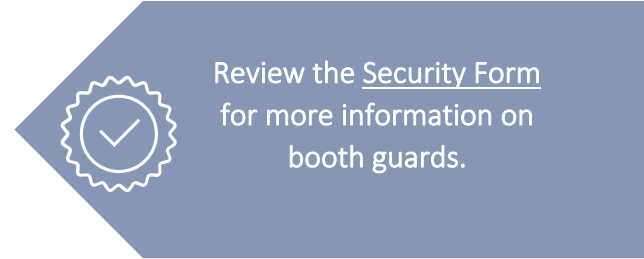 Review the Security Form
for more information on
booth guards.